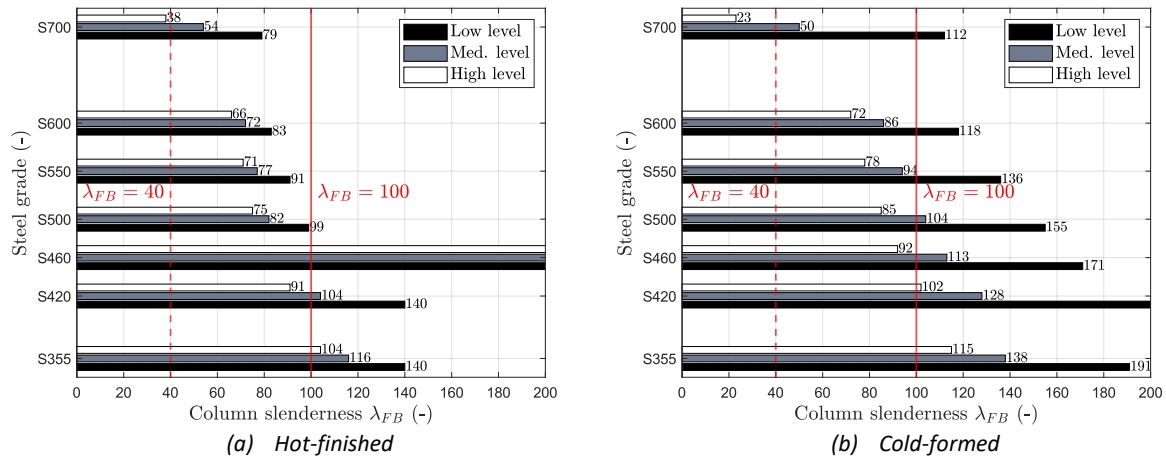 38
54
79
S700
Low level
Med. level
High level
66
72
83
S600
71
77
91
S550
λFB = 40
λFB = 100
75
82
99
S500
S460
91
104
140
S420
104
116
140
S355
Steel grade (-)
0 20 40 60 80 100 120 140 160 180 200
Column slenderness λFB (-)
(a) Hot-finished
23
50
112
S700
Low level
Med. level
High level
72
86
118
S600
78
94
136
S550
λFB = 40
λFB = 100
85
104
155
S500
92
113
171
S460
102
128
S420
115
138
191
S355
Steel grade (-)
0 20 40 60 80 100 120 140 160 180 200
Column slenderness λFB (-)
(b) Cold-formed